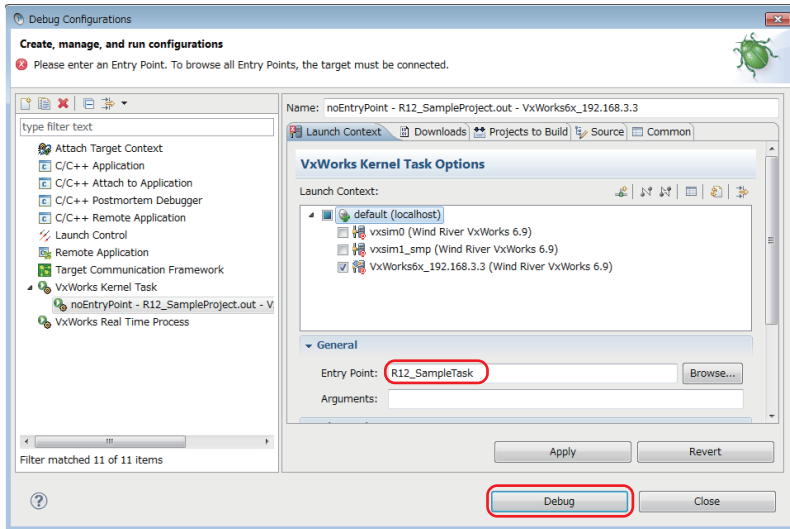 Debug Configurations
Create, manage, and run configurations
Please enter an Entry Point. To browse all Entry Points, the target must be connected.
type filter text
Attach Target Context
C/C++ Application
C/C++ Attach to Application
C/C++ Postmortem Debugger
C/C++ Remote Application
Launch Control
Remote Application
Target Communication Framework
VxWorks Kernel Task
noEntryPoint - R12_SampleProject.out - V
VxWorks Real Time Process
Filter matched 11 of 11 items
Name: noEntryPoint - R12_SampleProject.out - VxWorks6x_192.168.3.3
Launch Context Downloads Projects to Build Source Common
VxWorks Kernel Task Options
Launch Context:
default (localhost)
vxsim0 (Wind River VxWorks 6.9)
vxsim1_smp (Wind River VxWorks 6.9)
VxWorks6x_192.168.3.3 (Wind River VxWorks 6.9)
General
Entry Point: R12_SampleTask Browse...
Arguments:
Apply Revert
? Debug Close